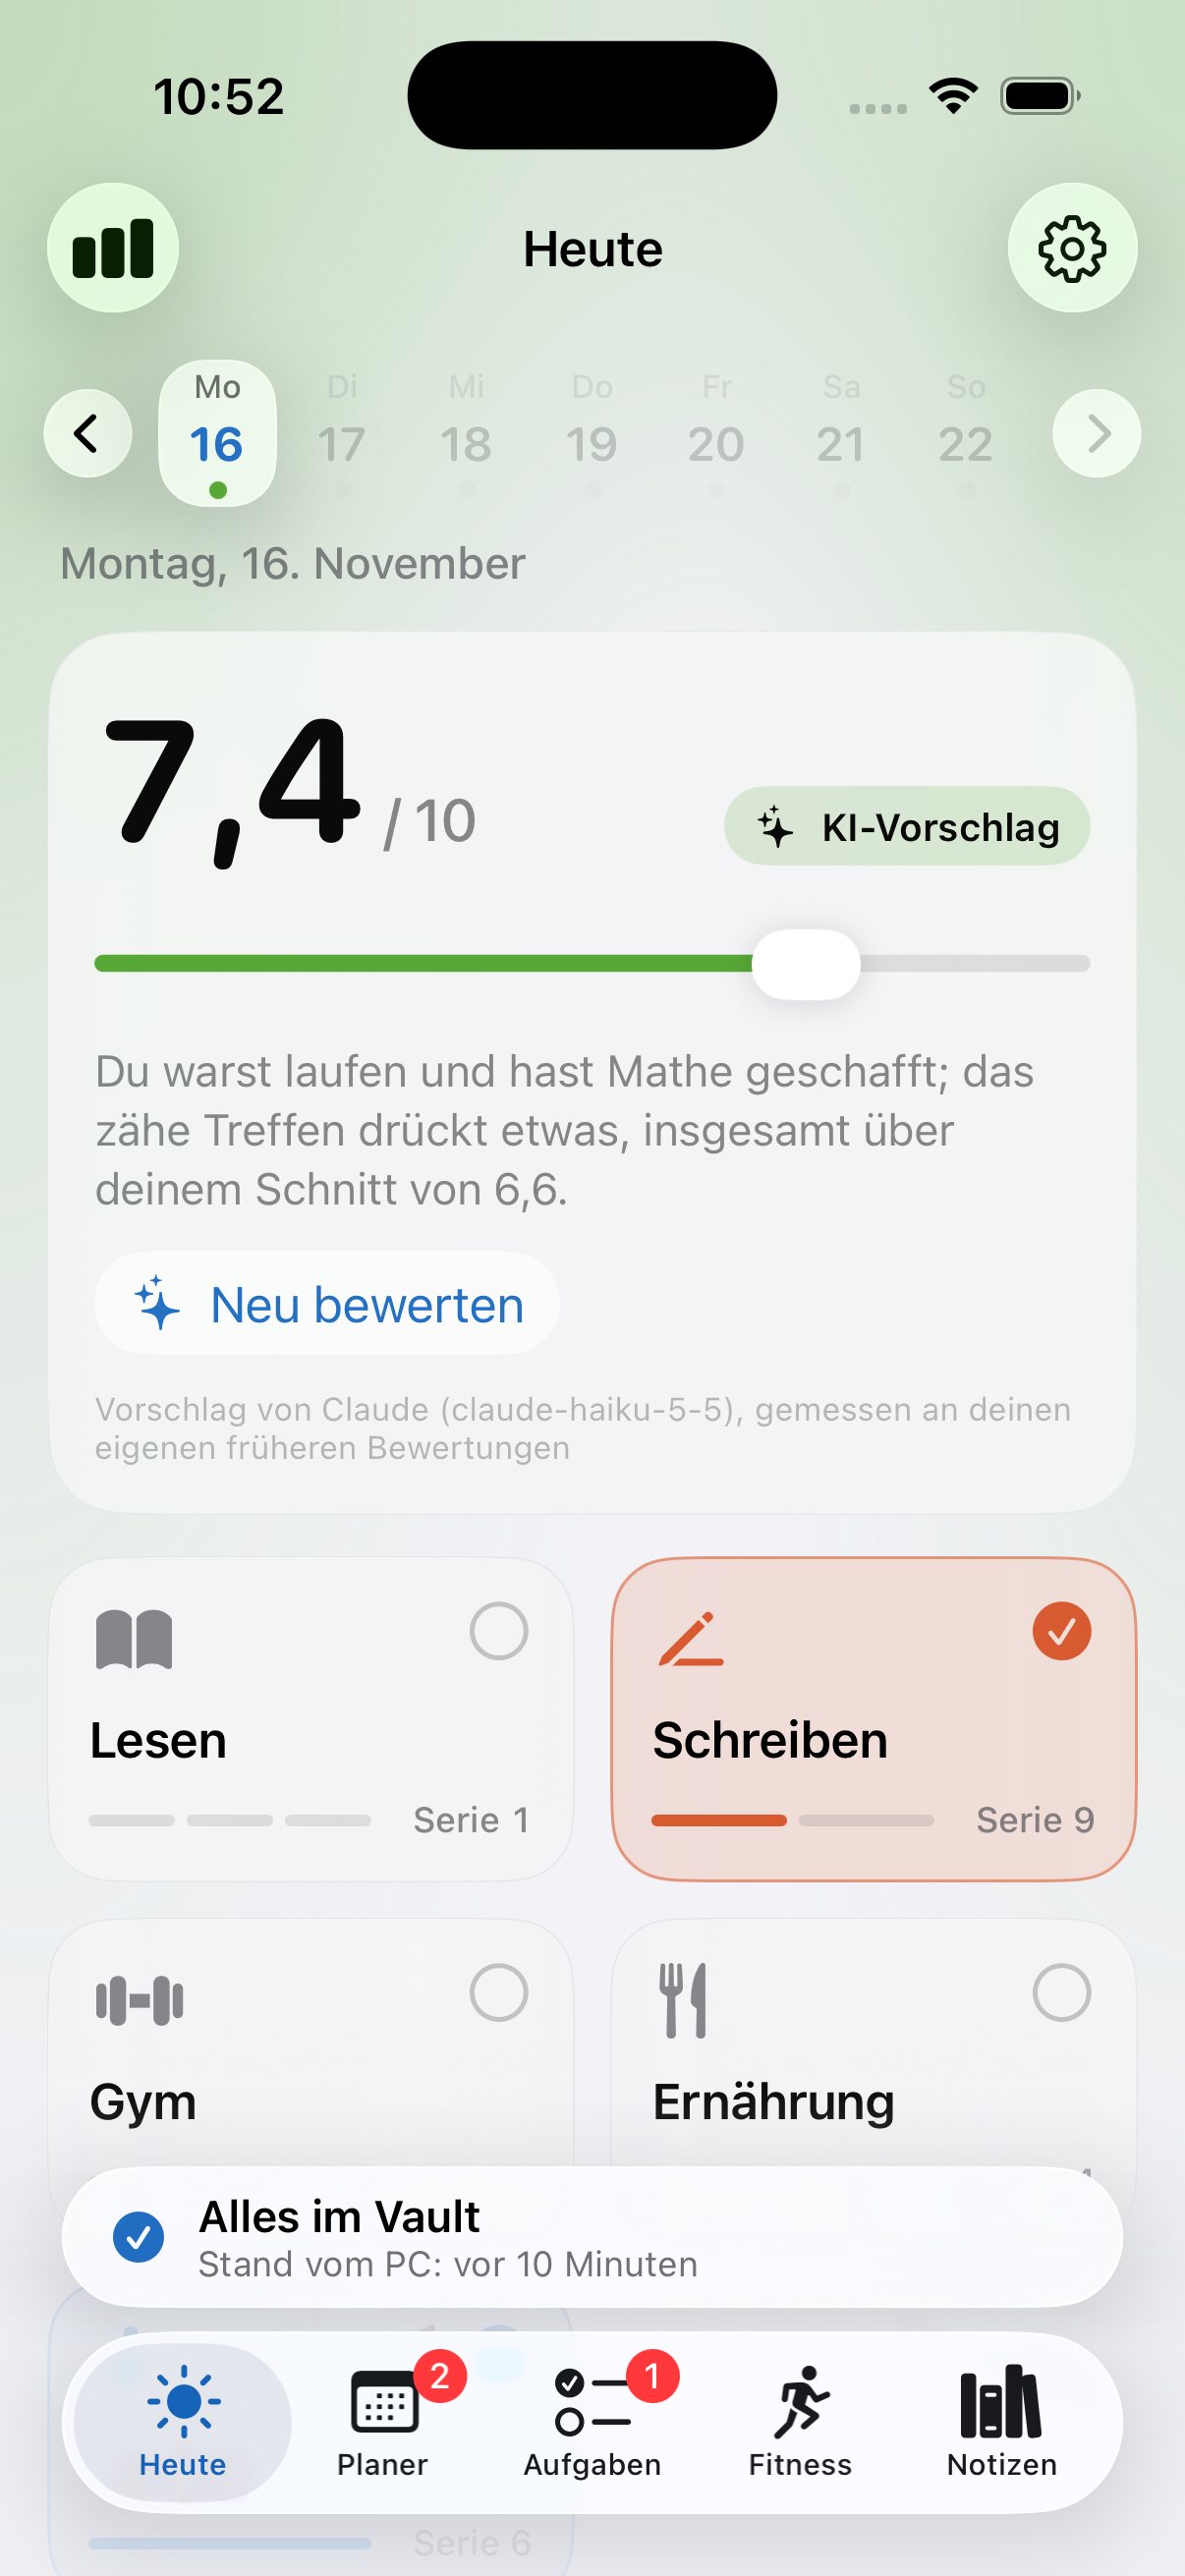 10:52
Heute
Mo Di Mi Do Fr Sa So
16 17 18 19 20 21 22
Montag, 16. November
7,4 / 10
KI-Vorschlag
Du warst laufen und hast Mathe geschafft; das
zähe Treffen drückt etwas, insgesamt über
deinem Schnitt von 6,6.
Neu bewerten
Vorschlag von Claude (claude-haiku-5-5), gemessen an deinen
eigenen früheren Bewertungen
Lesen
Serie 1
Schreiben
Serie 9
Gym
Ernährung
Alles im Vault
Stand vom PC: vor 10 Minuten
2
1
Heute
Planer
Aufgaben
Fitness
Notizen
Serie 6